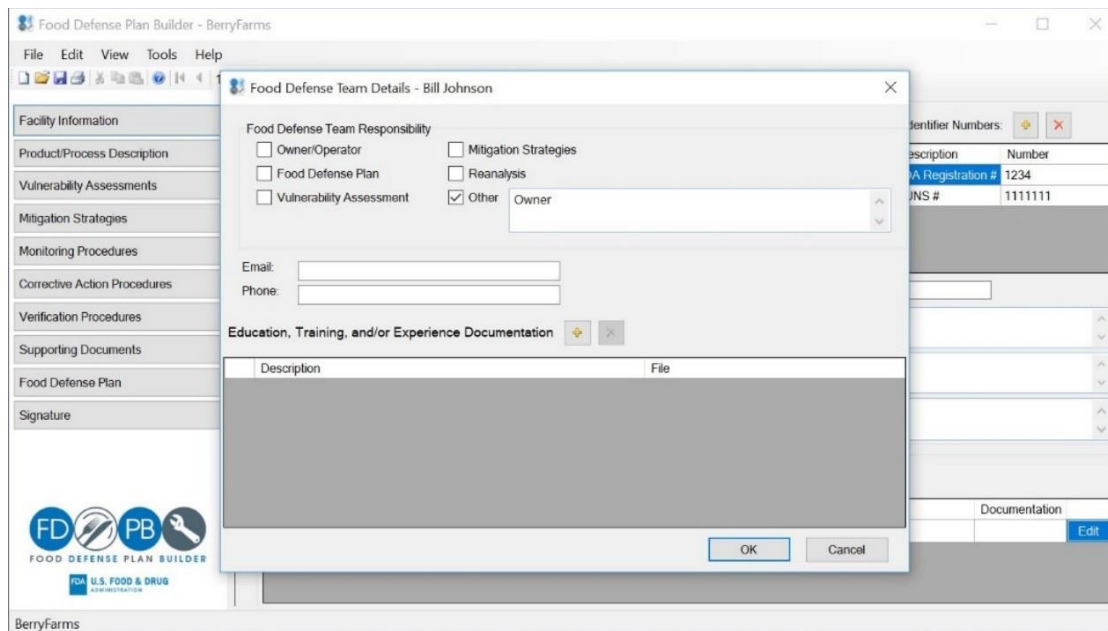 Food Defense Plan Builder - BerryFarms
File Edit View Tools Help
Food Defense Team Details - Bill Johnson
Food Defense Team Responsibility
Owner/Operator
Mitigation Strategies
Food Defense Plan
Reanalysis
Vulnerability Assessment
Other
Owner
Email:
Phone:
Education, Training, and/or Experience Documentation
Description File
OK Cancel
Facility Information
Product/Process Description
Vulnerability Assessments
Mitigation Strategies
Monitoring Procedures
Corrective Action Procedures
Verification Procedures
Supporting Documents
Food Defense Plan
Signature
FD PB
FOOD DEFENSE PLAN BUILDER
FDA U.S. FOOD & DRUG
ADMINISTRATION
Numbers:
Number
Registration # 1234
# 1111111
Documentation
Edit
BerryFarms